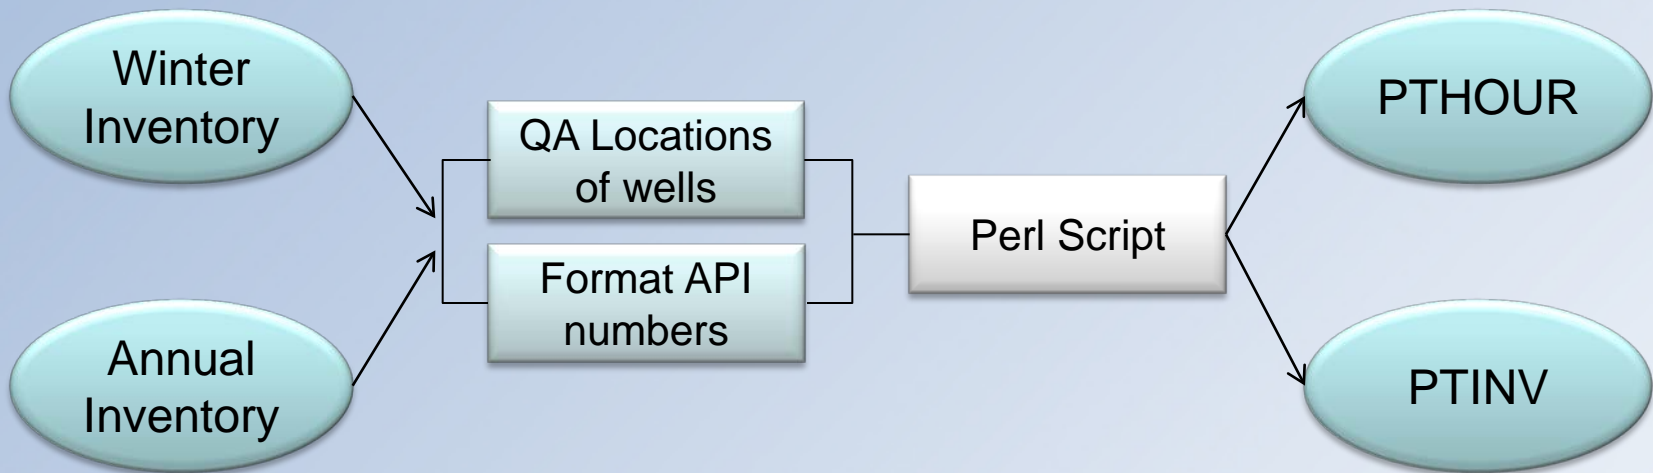 Winter
Inventory
Annual
Inventory
QA Locations
of wells
Format API
numbers
Perl Script
PTHOUR
PTINV